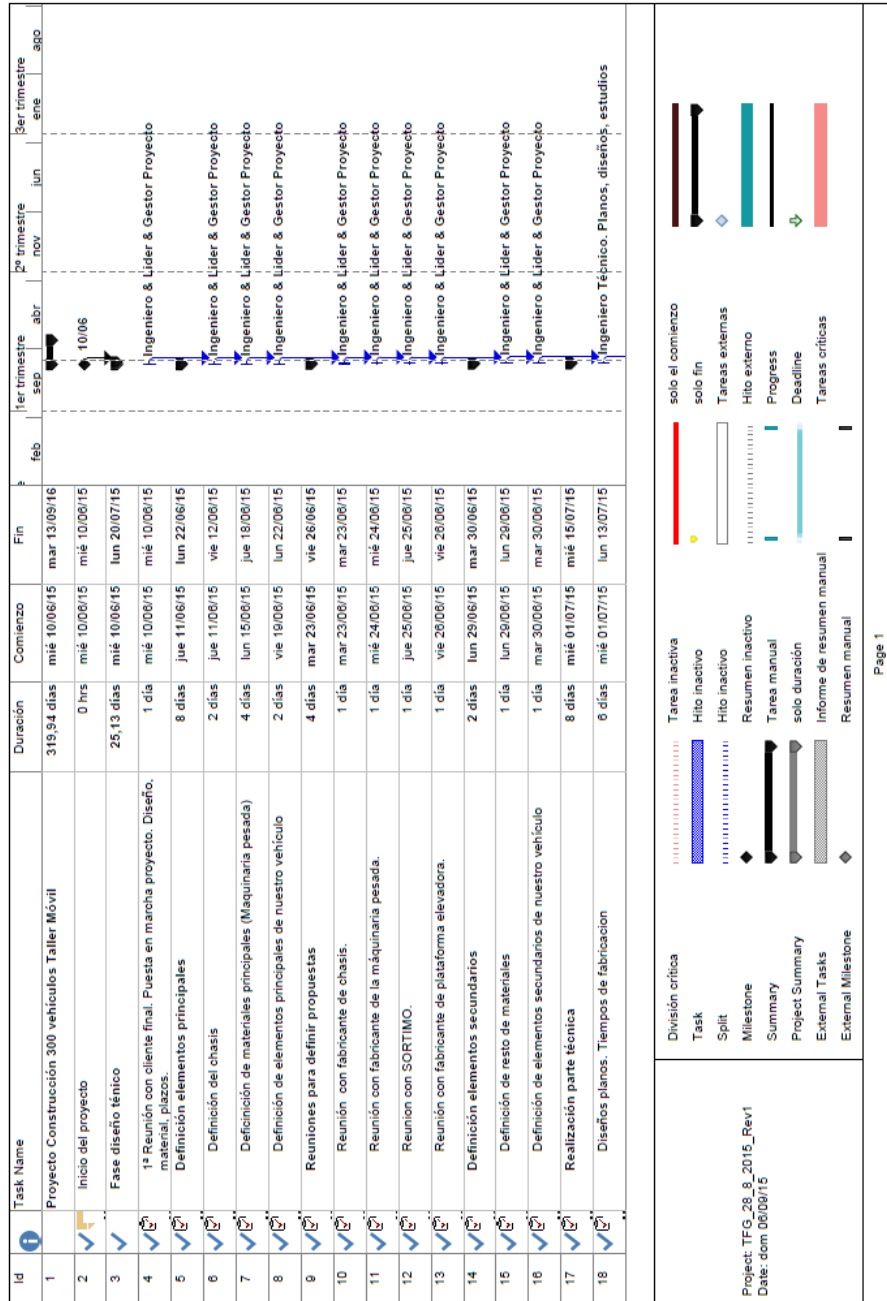 Id Task Name Duración Comienzo Fin
1er trimestre 2º trimestre 3er trimestre
feb sep abr nov jun ene ago
1 Proyecto Construcción 300 vehículos Taller Móvil 319,94 días mié 10/06/15 mar 13/09/16
2 Inicio del proyecto 0 hrs mié 10/06/15 mié 10/06/15 10/06
3 Fase diseño ténico 25,13 días mié 10/06/15 lun 20/07/15
4 1ª Reunión con cliente final. Puesta en marcha proyecto. Diseño, material, plazos. 1 día mié 10/06/15 mié 10/06/15 Ingeniero & Lider & Gestor Proyecto
5 Definición elementos principales 8 días jue 11/06/15 lun 22/06/15
6 Definición del chasis 2 días jue 11/06/15 vie 12/06/15 Ingeniero & Lider & Gestor Proyecto
7 Deficinición de materiales principales (Maquinaria pesada) 4 días lun 15/06/15 jue 18/06/15 Ingeniero & Lider & Gestor Proyecto
8 Definición de elementos principales de nuestro vehículo 2 días vie 19/06/15 lun 22/06/15 Ingeniero & Lider & Gestor Proyecto
9 Reuniones para definir propuestas 4 días mar 23/06/15 vie 26/06/15
10 Reunión con fabricante de chasis. 1 día mar 23/06/15 mar 23/06/15 Ingeniero & Lider & Gestor Proyecto
11 Reunión con fabricante de la máquinaria pesada. 1 día mié 24/06/15 mié 24/06/15 Ingeniero & Lider & Gestor Proyecto
12 Reunion con SORTIMO. 1 día jue 25/06/15 jue 25/06/15 Ingeniero & Lider & Gestor Proyecto
13 Reunión con fabricante de plataforma elevadora. 1 día vie 26/06/15 vie 26/06/15 Ingeniero & Lider & Gestor Proyecto
14 Definición elementos secundarios 2 días lun 29/06/15 mar 30/06/15
15 Definición de resto de materiales 1 día lun 29/06/15 lun 29/06/15 Ingeniero & Lider & Gestor Proyecto
16 Definición de elementos secundarios de nuestro vehículo 1 día mar 30/06/15 mar 30/06/15 Ingeniero & Lider & Gestor Proyecto
17 Realización parte técnica 8 días mié 01/07/15 mié 15/07/15
18 Diseños planos. Tiempos de fabricacion 6 días mié 01/07/15 lun 13/07/15 Ingeniero Técnico. Planos, diseños, estudios
Project: TFG_28_8_2015_Rev1
Date: dom 06/09/15
División crítica
Task
Split
Milestone
Summary
Project Summary
External Tasks
External Milestone
Tarea inactiva
Hito inactivo
Hito inactivo
Resumen inactivo
Tarea manual
solo duración
Informe de resumen manual
Resumen manual
solo el comienzo
solo fin
Tareas externas
Hito externo
Progress
Deadline
Tareas críticas
Page 1